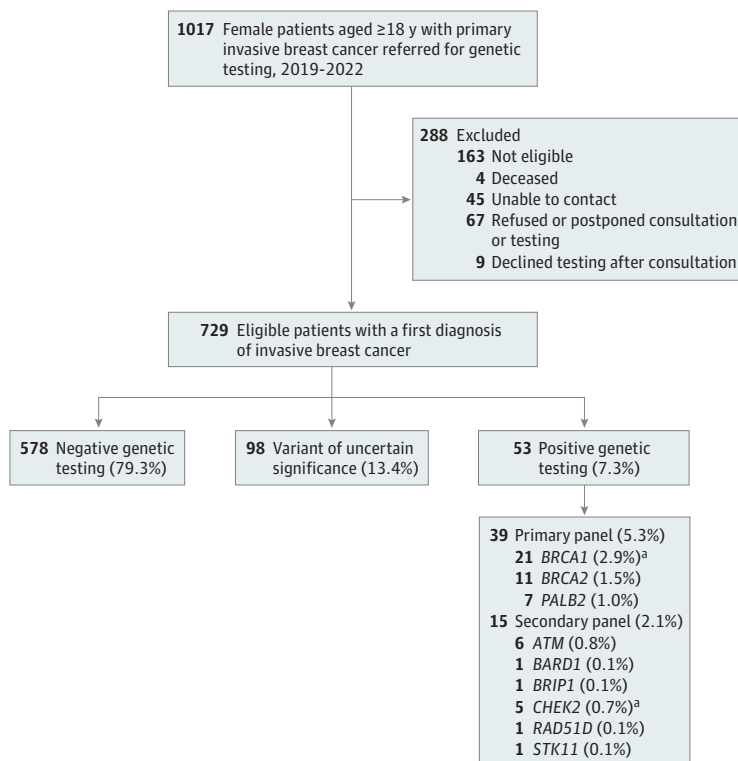 1017 Female patients aged ≥18 y with primary
invasive breast cancer referred for genetic
testing, 2019-2022
288 Excluded
163 Not eligible
4 Deceased
45 Unable to contact
67 Refused or postponed consultation
or testing
9 Declined testing after consultation
729 Eligible patients with a first diagnosis
of invasive breast cancer
578 Negative genetic
testing (79.3%)
98 Variant of uncertain
significance (13.4%)
53 Positive genetic
testing (7.3%)
39 Primary panel (5.3%)
21 BRCA1 (2.9%)a
11 BRCA2 (1.5%)
7 PALB2 (1.0%)
15 Secondary panel (2.1%)
6 ATM (0.8%)
1 BARD1 (0.1%)
1 BRIP1 (0.1%)
5 CHEK2 (0.7%)a
1 RAD51D (0.1%)
1 STK11 (0.1%)